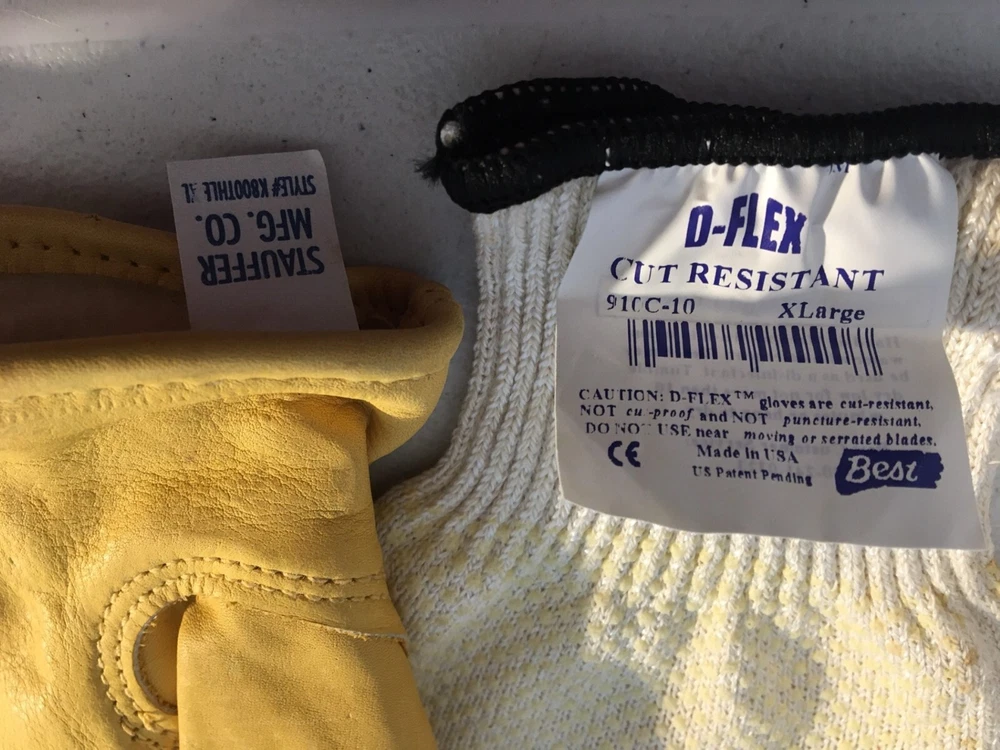 STAUFFER
MFG. CO.
STYLE# K800THLE
D-FLEX
CUT RESISTANT
910C-10 XLarge
CAUTION: D-FLEX™ gloves are cut-resistant,
NOT cu -proof and NOT puncture-resistant,
DO NOT USE near moving or serrated blades.
CE
Made In USA
US Patent Pending
Best